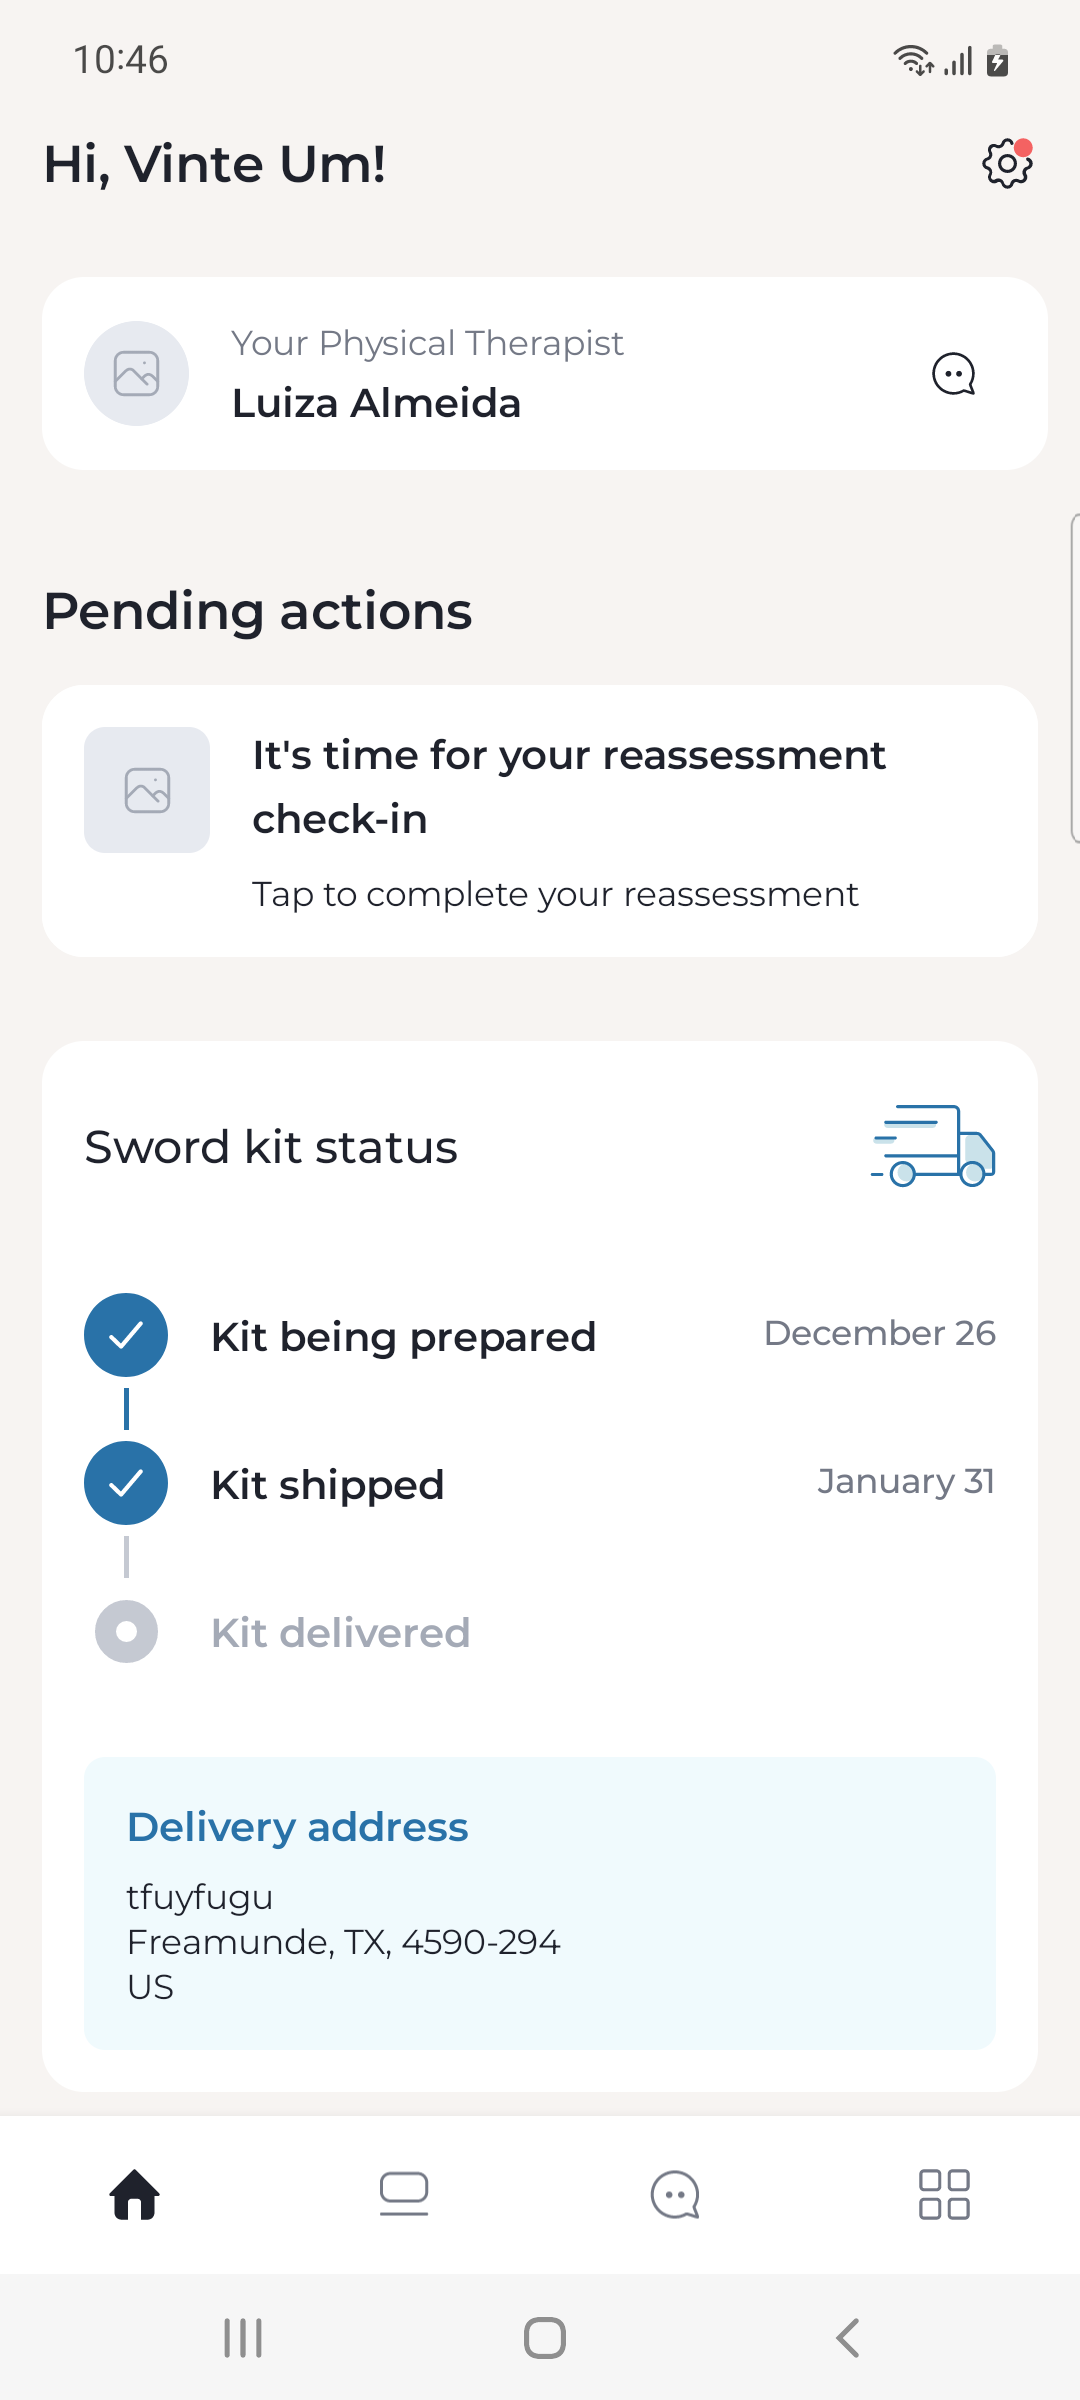 10:46
Hi, Vinte Um!
Your Physical Therapist
Luiza Almeida
Pending actions
It's time for your reassessment
check-in
Tap to complete your reassessment
Sword kit status
Kit being prepared
December 26
Kit shipped
January 31
Kit delivered
Delivery address
tfuyfugu
Freamunde, TX, 4590-294
US